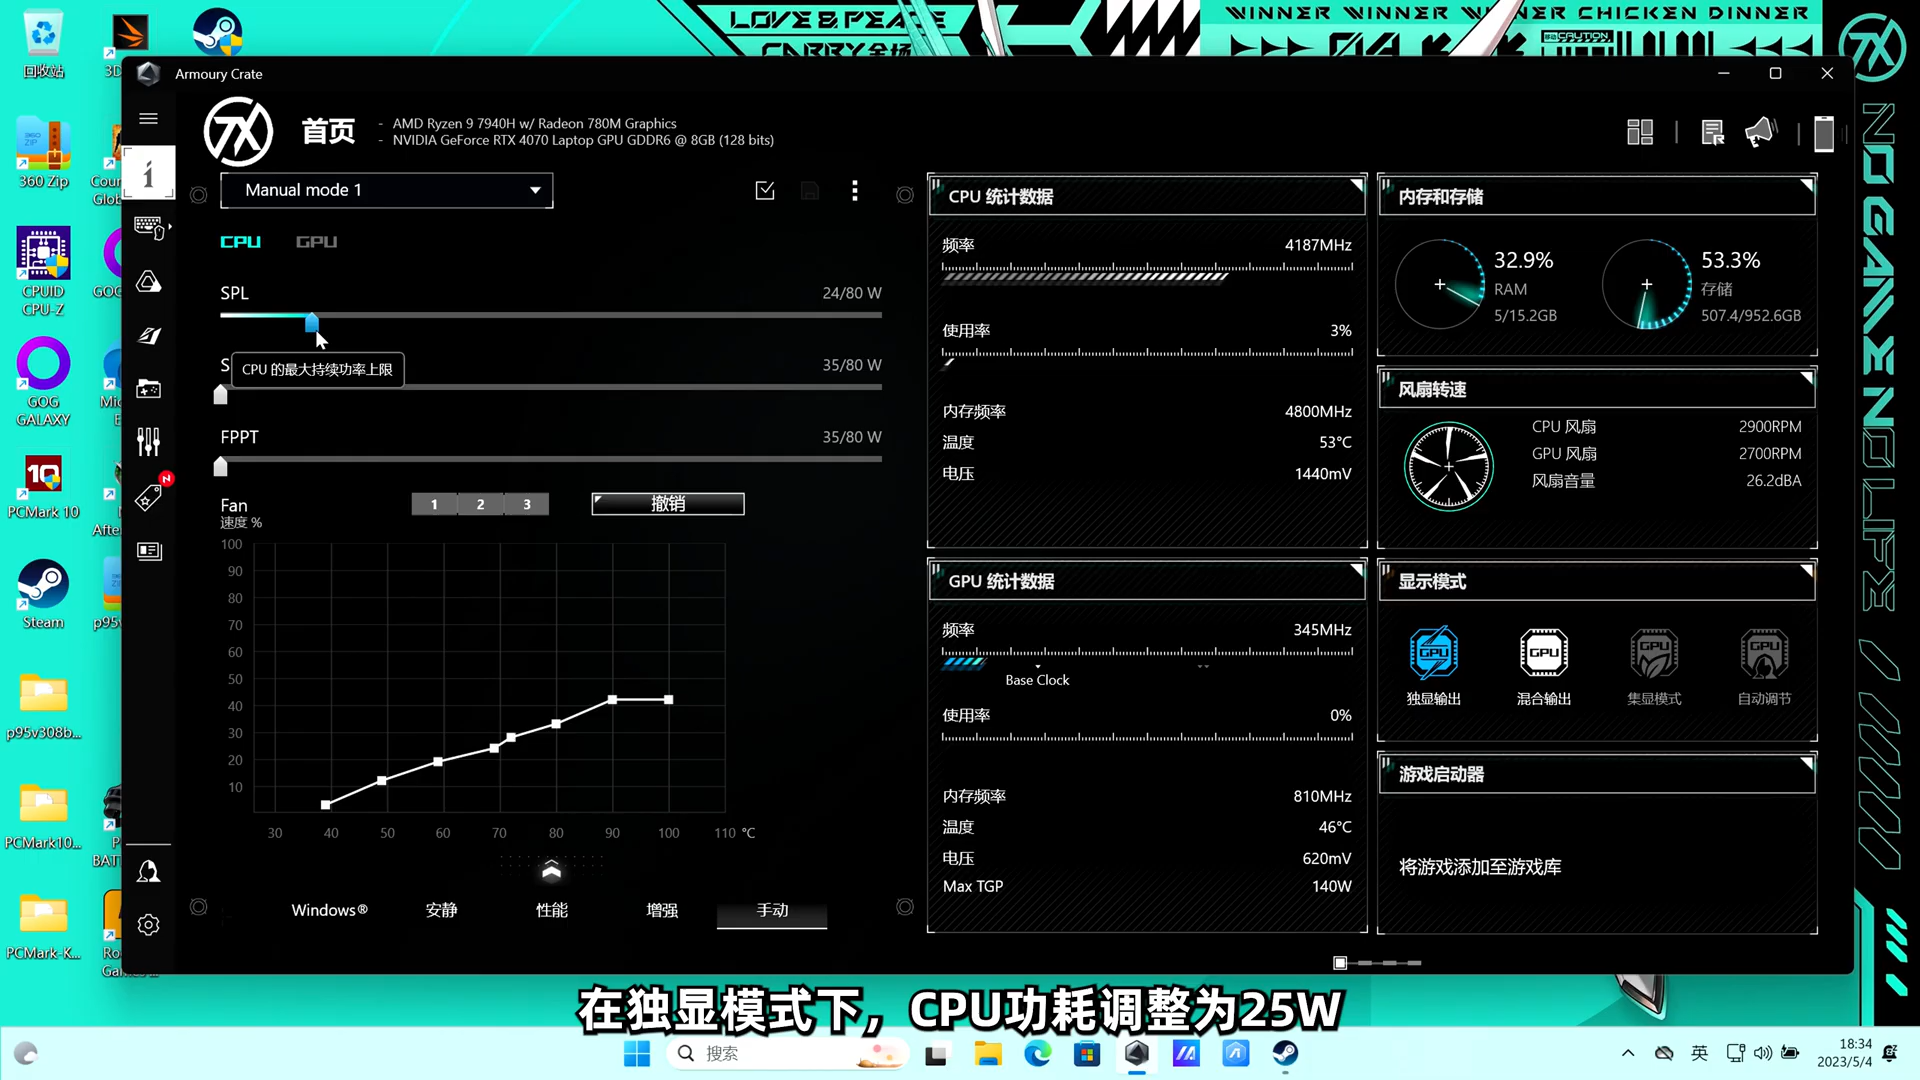 LOVE & PEACE
WINNER WINNER WINNER CHICKEN DINNER
CAUTION
回收站
360 Zip
CPUID
CPU-Z
GOG
GALAXY
PCMark 10
Steam
p95v308b...
PCMark10...
PCMark-K...
NO GAME NO LIFE
Armoury Crate
首页
- AMD Ryzen 9 7940H w/ Radeon 780M Graphics
- NVIDIA GeForce RTX 4070 Laptop GPU GDDR6 @ 8GB (128 bits)
Manual mode 1
CPU GPU
SPL 24/80 W
CPU 的最大持续功率上限
S 35/80 W
FPPT 35/80 W
Fan 1 2 3 撤销
速度 %
100
90
80
70
60
50
40
30
20
10
30 40 50 60 70 80 90 100 110 °C
Windows® 安静 性能 增强 手动
CPU 统计数据
频率 4187MHz
使用率 3%
内存频率 4800MHz
温度 53°C
电压 1440mV
GPU 统计数据
频率 345MHz
Base Clock
使用率 0%
内存频率 810MHz
温度 46°C
电压 620mV
Max TGP 140W
内存和存储
32.9%
RAM
5/15.2GB
53.3%
存储
507.4/952.6GB
风扇转速
CPU 风扇 2900RPM
GPU 风扇 2700RPM
风扇音量 26.2dBA
显示模式
GPU GPU GPU GPU
独显输出 混合输出 集显模式 自动调节
游戏启动器
将游戏添加至游戏库
在独显模式下，CPU功耗调整为25W
搜索
英
18:34
2023/5/4